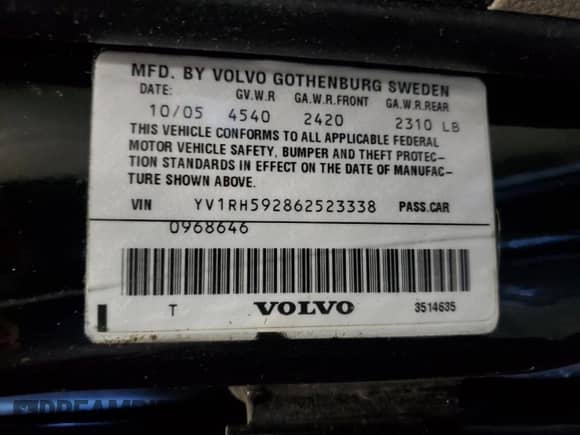 MFD. BY VOLVO GOTHENBURG SWEDEN
DATE: GV.W.R GA.W.R.FRONT GA.W.R.REAR
10/05 4540 2420 2310 LB
THIS VEHICLE CONFORMS TO ALL APPLICABLE FEDERAL
MOTOR VEHICLE SAFETY, BUMPER AND THEFT PROTEC-
TION STANDARDS IN EFFECT ON THE DATE OF MANUFAC-
TURE SHOWN ABOVE.
VIN YV1RH592862523338 PASS.CAR
0968646
T VOLVO 3514635